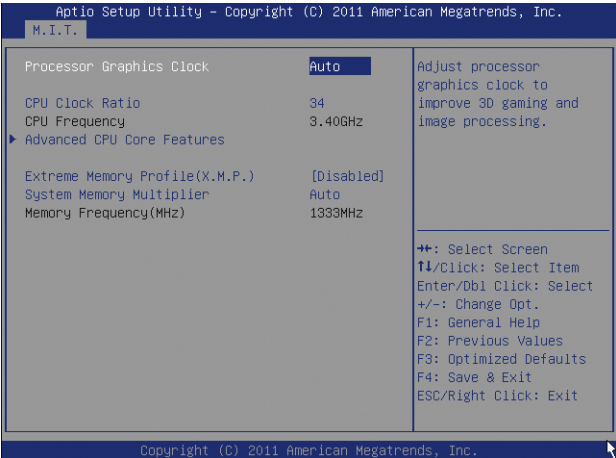 Aptio Setup Utility – Copyright (C) 2011 American Megatrends, Inc.
M.I.T.
Processor Graphics Clock Auto
CPU Clock Ratio 34
CPU Frequency 3.40GHz
Advanced CPU Core Features
Extreme Memory Profile(X.M.P.) [Disabled]
System Memory Multiplier Auto
Memory Frequency(MHz) 1333MHz
Adjust processor
graphics clock to
improve 3D gaming and
image processing.
→←: Select Screen
↑↓/Click: Select Item
Enter/Dbl Click: Select
+/-: Change Opt.
F1: General Help
F2: Previous Values
F3: Optimized Defaults
F4: Save & Exit
ESC/Right Click: Exit
Copyright (C) 2011 American Megatrends, Inc.